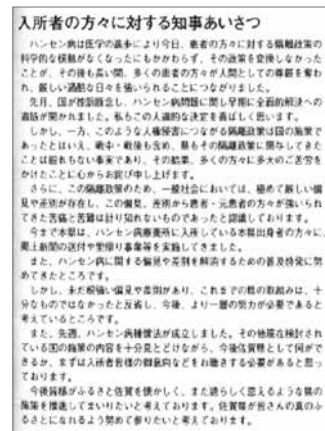 入所者の方々に対する知事あいさつ
ハンセン病は医学の進歩により今日、患者の方々に対する隔離政策の
科学的な根拠がなくなったにもかかわらず、その政策を変換しなかった
ことが、その後も長い間、多くの患者の方々が人間としての尊厳を奪わ
れ、厳しい過酷な日々を強いられることにつながりました。
先月、国が控訴断念し、ハンセン病問題に関し早期に全面的解決への
道筋が開かれました。私もこの人道的な決定を喜ばしく思います。
しかし、一方、このような人権侵害につながる隔離政策は国の施策で
あったとはいえ、戦中・戦後も含め、県もその隔離政策に関与してきた
ことは紛れもない事実であり、その結果、多くの方々に多大のご苦労を
かけたことに心からお詫び申し上げます。
さらに、この隔離政策のため、一般社会においては、極めて厳しい偏
見や差別が存在し、この偏見、差別から患者・元患者の方々が強いられ
てきた苦痛と苦難は計り知れないものであったと認識しております。
今まで本県は、ハンセン病療養所に入所している本県出身者の方々に、
郷土新聞の送付や里帰り事業等を実施してきました。
また、ハンセン病に関する偏見や差別を解消するための普及啓発に努
めてきたところです。
しかし、まだ根強い偏見や差別があり、これまでの県の取組みは、十
分なものではなかったと反省し、今後、より一層の努力が必要であると
考えているところです。
また、先週、ハンセン病補償法が成立しました。その他現在検討され
ている国の施策の内容を十分見とどけながら、今後佐賀県として何がで
きるか、まずは入所者皆様の御意向などをお聴きする必要があると思っ
ております。
今後皆様がふるさと佐賀を懐かしく、また誇らしく思えるような県の
施策を推進してまいりたいと考えております。佐賀県が皆さんの真のふ
るさとになれるよう努めて参りたいと考えております。